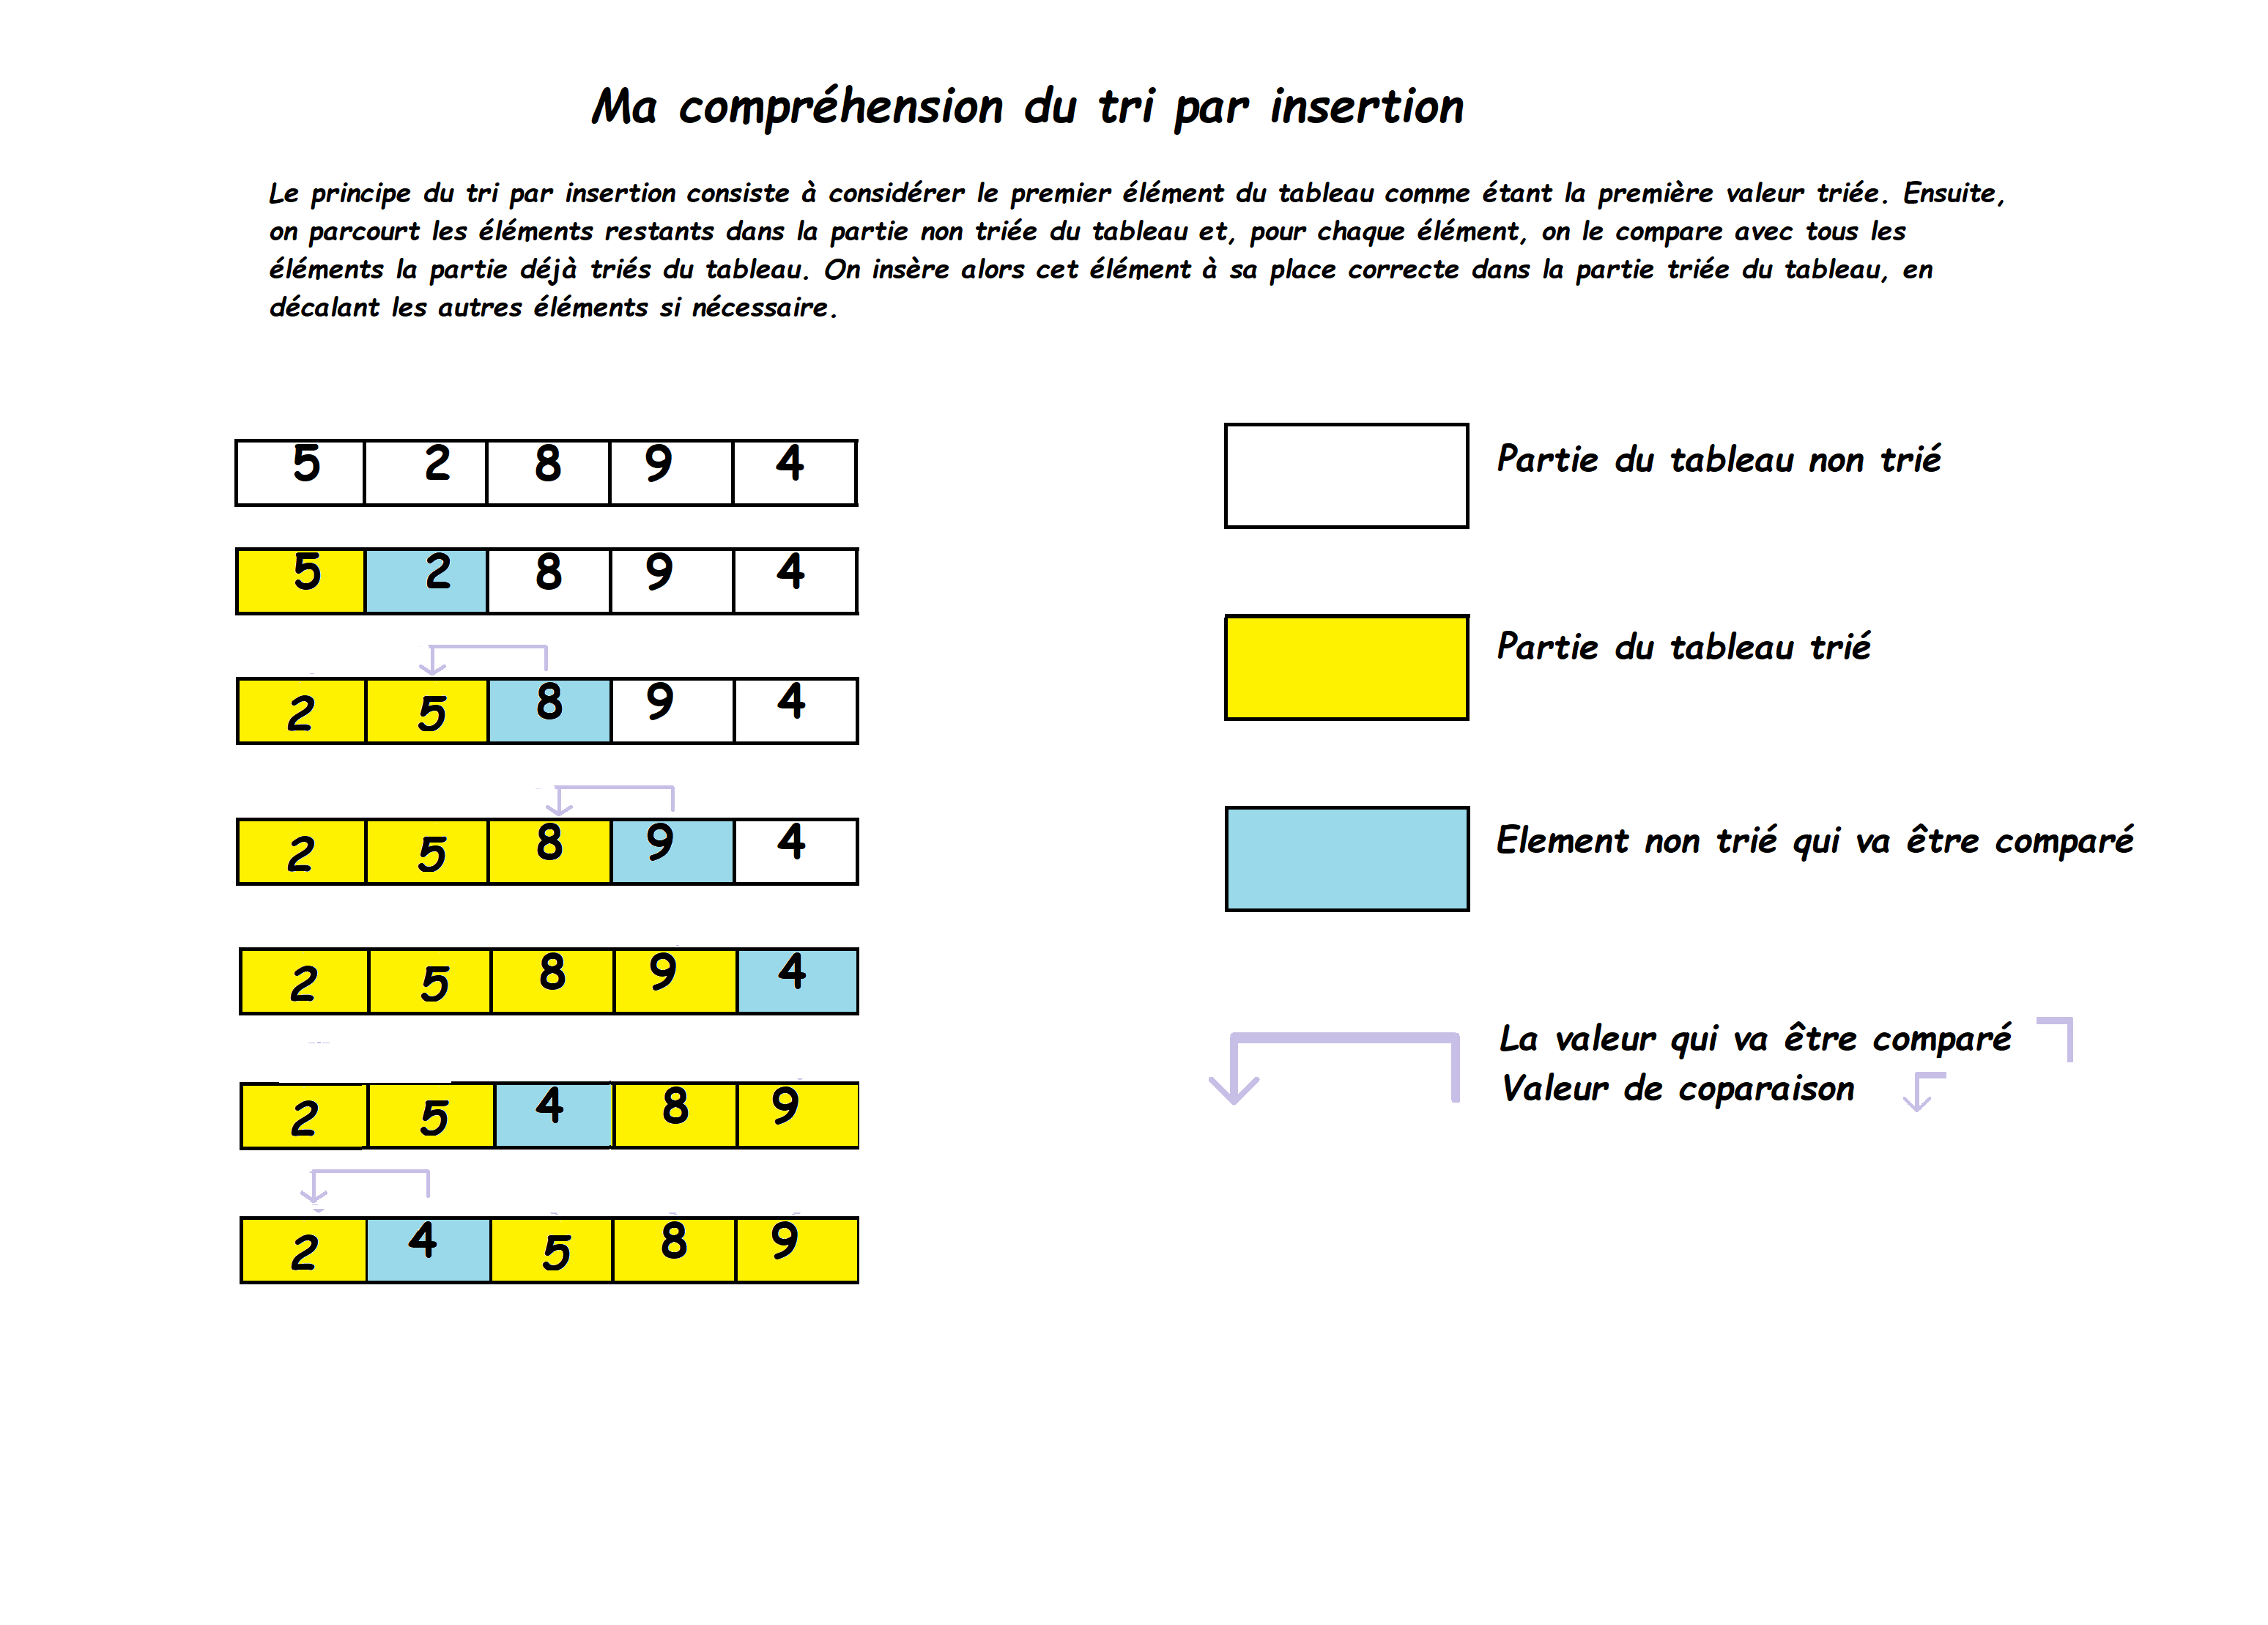 Ma compréhension du tri par insertion
Le principe du tri par insertion consiste à considérer le premier élément du tableau comme étant la première valeur triée. Ensuite,
on parcourt les éléments restants dans la partie non triée du tableau et, pour chaque élément, on le compare avec tous les
éléments la partie déjà triés du tableau. On insère alors cet élément à sa place correcte dans la partie triée du tableau, en
décalant les autres éléments si nécessaire.
5 2 8 9 4
5 2 8 9 4
2 5 8 9 4
2 5 8 9 4
2 5 8 9 4
2 5 4 8 9
2 4 5 8 9
Partie du tableau non trié
Partie du tableau trié
Element non trié qui va être comparé
La valeur qui va être comparé
Valeur de coparaison